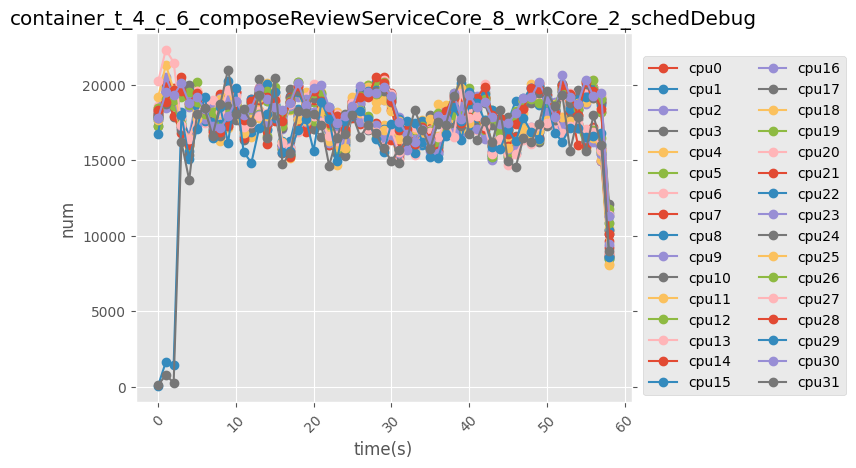 container_t_4_c_6_composeReviewServiceCore_8_wrkCore_2_schedDebug
20000
15000
10000
5000
0
num
0
10
20
30
40
50
60
time(s)
cpu0
cpu1
cpu2
cpu3
cpu4
cpu5
cpu6
cpu7
cpu8
cpu9
cpu10
cpu11
cpu12
cpu13
cpu14
cpu15
cpu16
cpu17
cpu18
cpu19
cpu20
cpu21
cpu22
cpu23
cpu24
cpu25
cpu26
cpu27
cpu28
cpu29
cpu30
cpu31